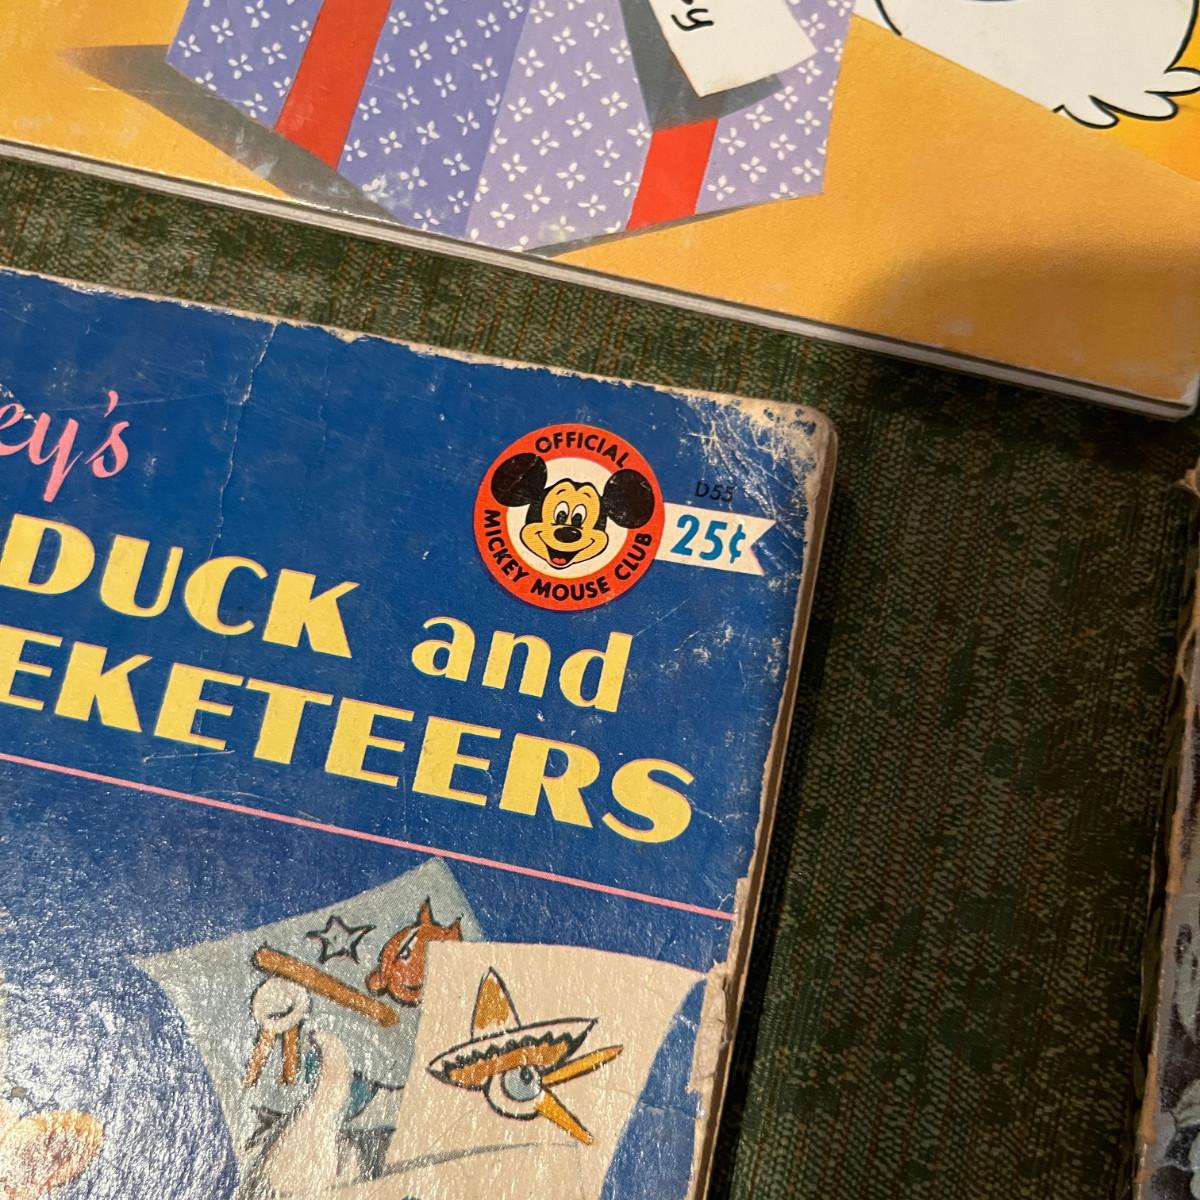 ey's
DUCK and
EKETEERS
OFFICIAL
MICKEY MOUSE CLUB
D55
25¢